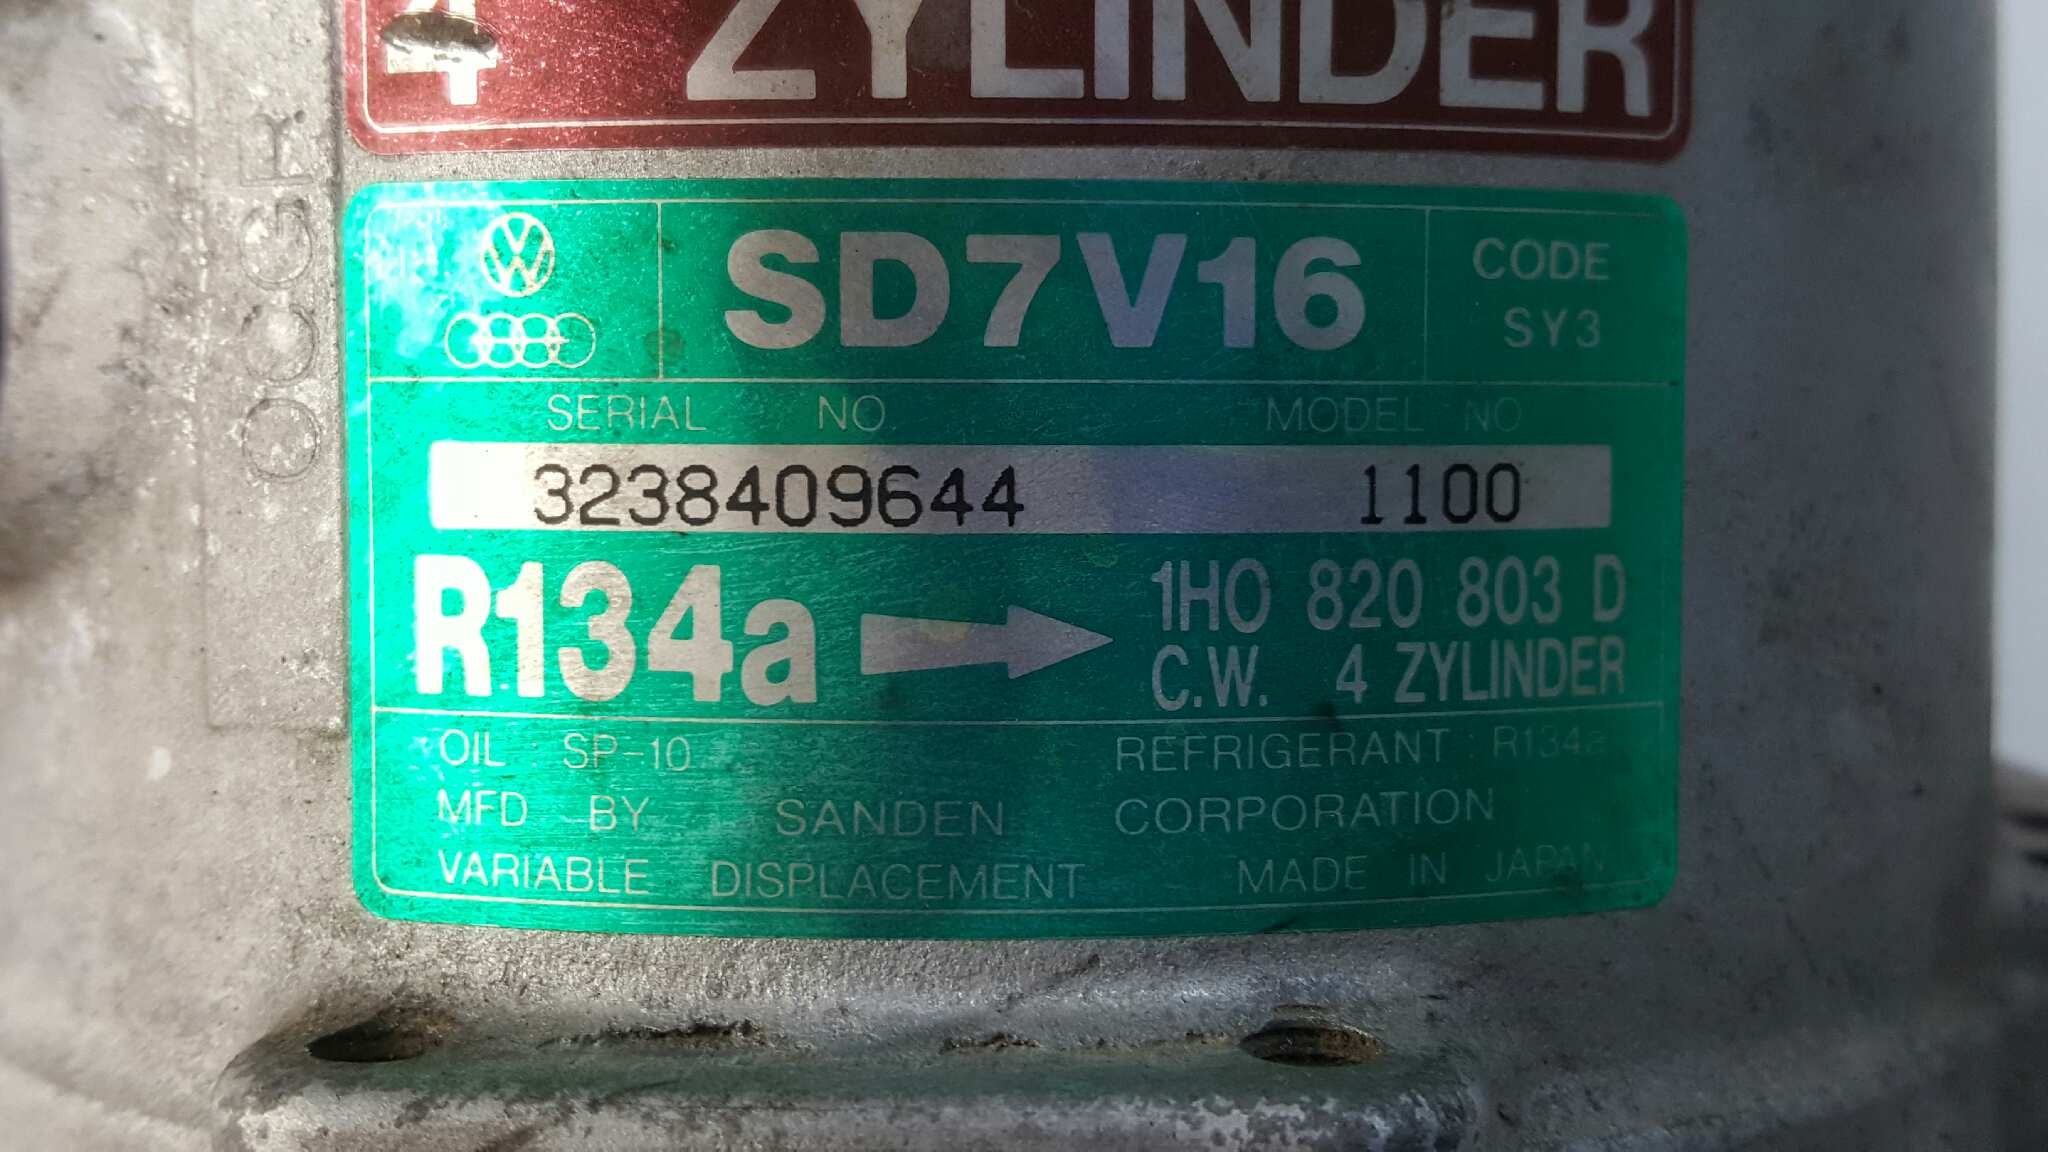 4 ZYLINDER
SD7V16
CODE
SY3
SERIAL NO MODEL NO
3238409644 1100
R134a
1H0 820 803 D
C.W. 4 ZYLINDER
OIL : SP-10 REFRIGERANT : R134a
MFD BY SANDEN CORPORATION
VARIABLE DISPLACEMENT MADE IN JAPAN